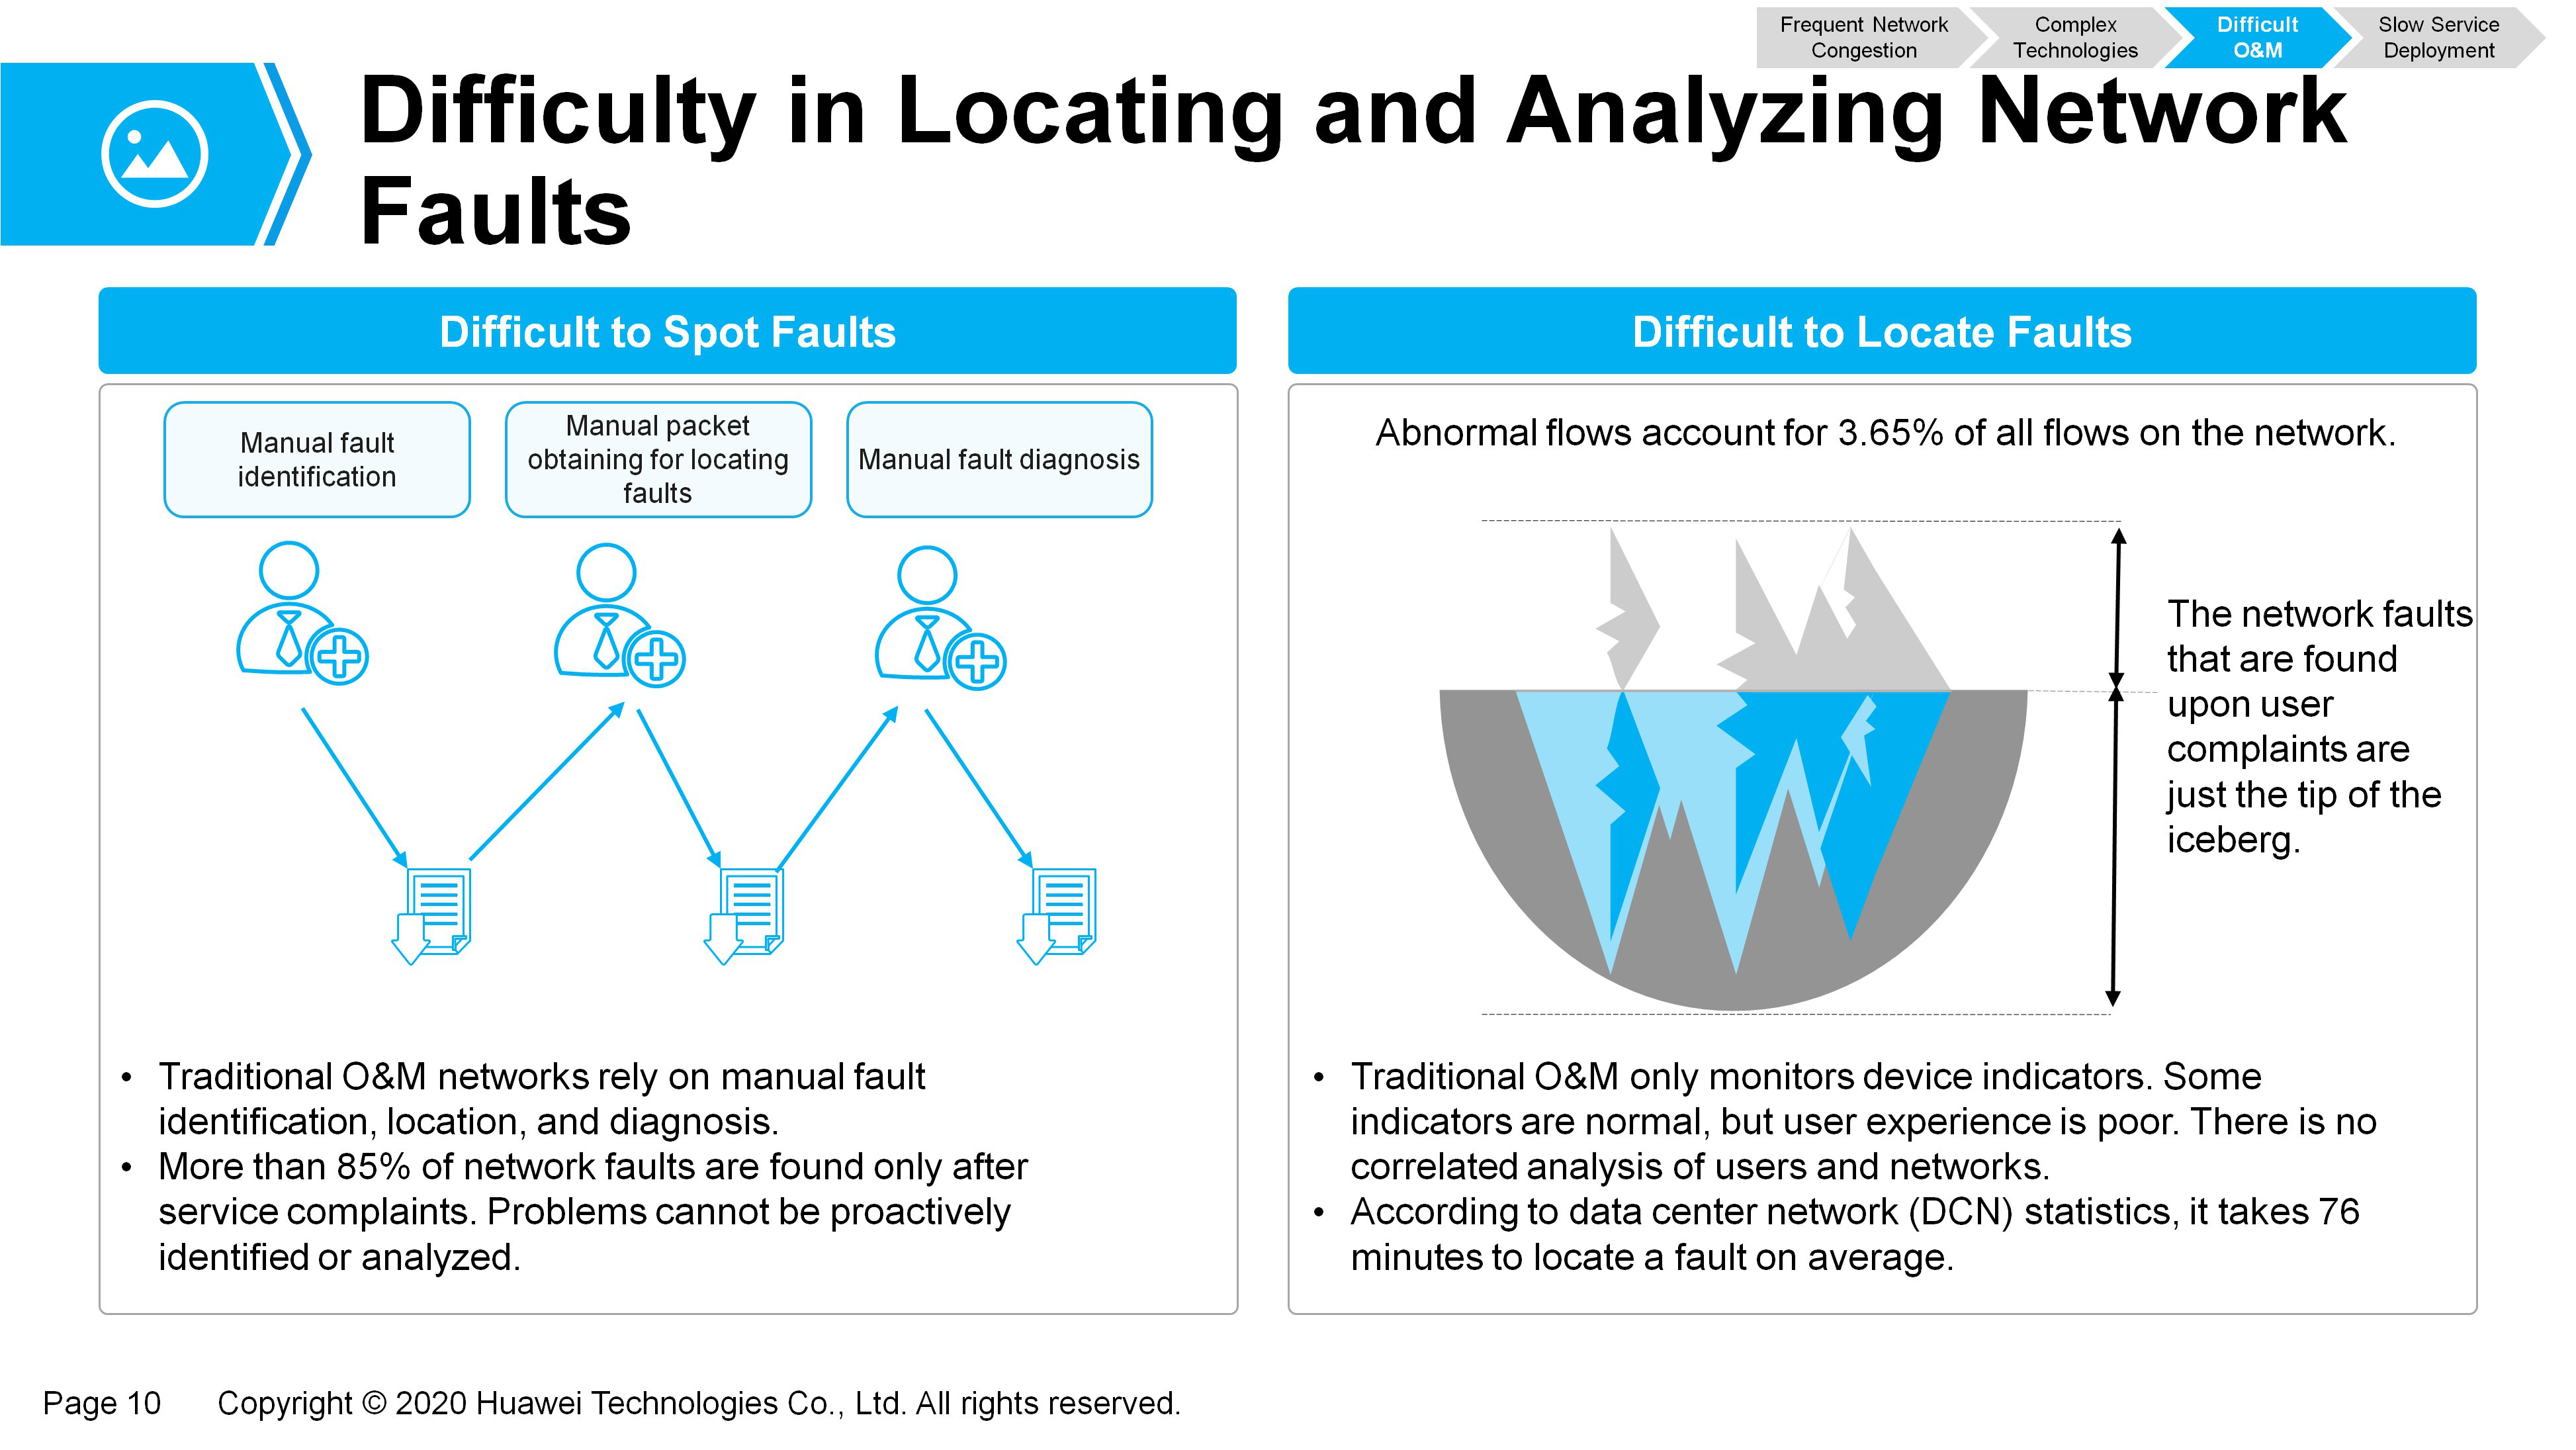 Frequent Network
Congestion
Complex
Technologies
Difficult
O&M
Slow Service
Deployment
Difficulty in Locating and Analyzing Network
Faults
Difficult to Spot Faults
Manual fault
identification
Manual packet
obtaining for locating
faults
Manual fault diagnosis
• Traditional O&M networks rely on manual fault
identification, location, and diagnosis.
• More than 85% of network faults are found only after
service complaints. Problems cannot be proactively
identified or analyzed.
Difficult to Locate Faults
Abnormal flows account for 3.65% of all flows on the network.
The network faults
that are found
upon user
complaints are
just the tip of the
iceberg.
• Traditional O&M only monitors device indicators. Some
indicators are normal, but user experience is poor. There is no
correlated analysis of users and networks.
• According to data center network (DCN) statistics, it takes 76
minutes to locate a fault on average.
Page 10 Copyright © 2020 Huawei Technologies Co., Ltd. All rights reserved.